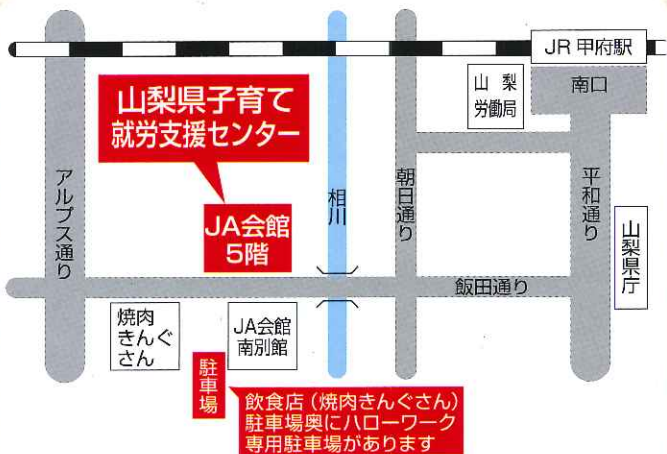 JR 甲府駅
山梨
労働局
南口
山梨県子育て
就労支援センター
アルプス通り
相川
朝日通り
平和通り
山梨県庁
JA会館
5階
飯田通り
焼肉
きんぐ
さん
JA会館
南別館
駐車場
飲食店(焼肉きんぐさん)
駐車場奥にハローワーク
専用駐車場があります